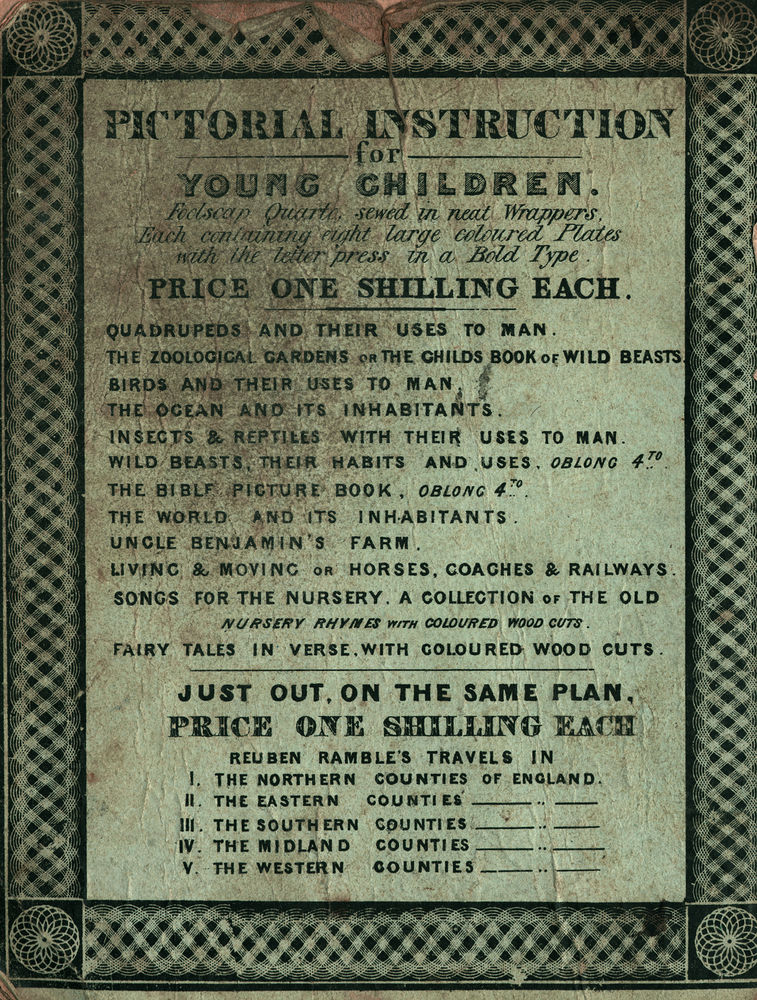 PICTORIAL INSTRUCTION
for
YOUNG CHILDREN.
Foolscap Quarto, sewed in neat Wrappers,
Each containing eight large coloured Plates
with the letter press in a Bold Type.
PRICE ONE SHILLING EACH.
QUADRUPEDS AND THEIR USES TO MAN.
THE ZOOLOGICAL GARDENS OR THE CHILDS BOOK OF WILD BEASTS.
BIRDS AND THEIR USES TO MAN.
THE OCEAN AND ITS INHABITANTS.
INSECTS & REPTILES WITH THEIR USES TO MAN.
WILD BEASTS, THEIR HABITS AND USES. OBLONG 4TO.
THE BIBLE PICTURE BOOK, OBLONG 4TO.
THE WORLD AND ITS INHABITANTS.
UNCLE BENJAMIN'S FARM.
LIVING & MOVING OR HORSES, COACHES & RAILWAYS.
SONGS FOR THE NURSERY. A COLLECTION OF THE OLD
NURSERY RHYMES WITH COLOURED WOOD CUTS.
FAIRY TALES IN VERSE, WITH COLOURED WOOD CUTS.
JUST OUT, ON THE SAME PLAN,
PRICE ONE SHILLING EACH
REUBEN RAMBLE'S TRAVELS IN
I. THE NORTHERN COUNTIES OF ENGLAND.
II. THE EASTERN COUNTIES ——— .. ———
III. THE SOUTHERN COUNTIES ——— .. ———
IV. THE MIDLAND COUNTIES ——— .. ———
V. THE WESTERN COUNTIES ——— .. ———